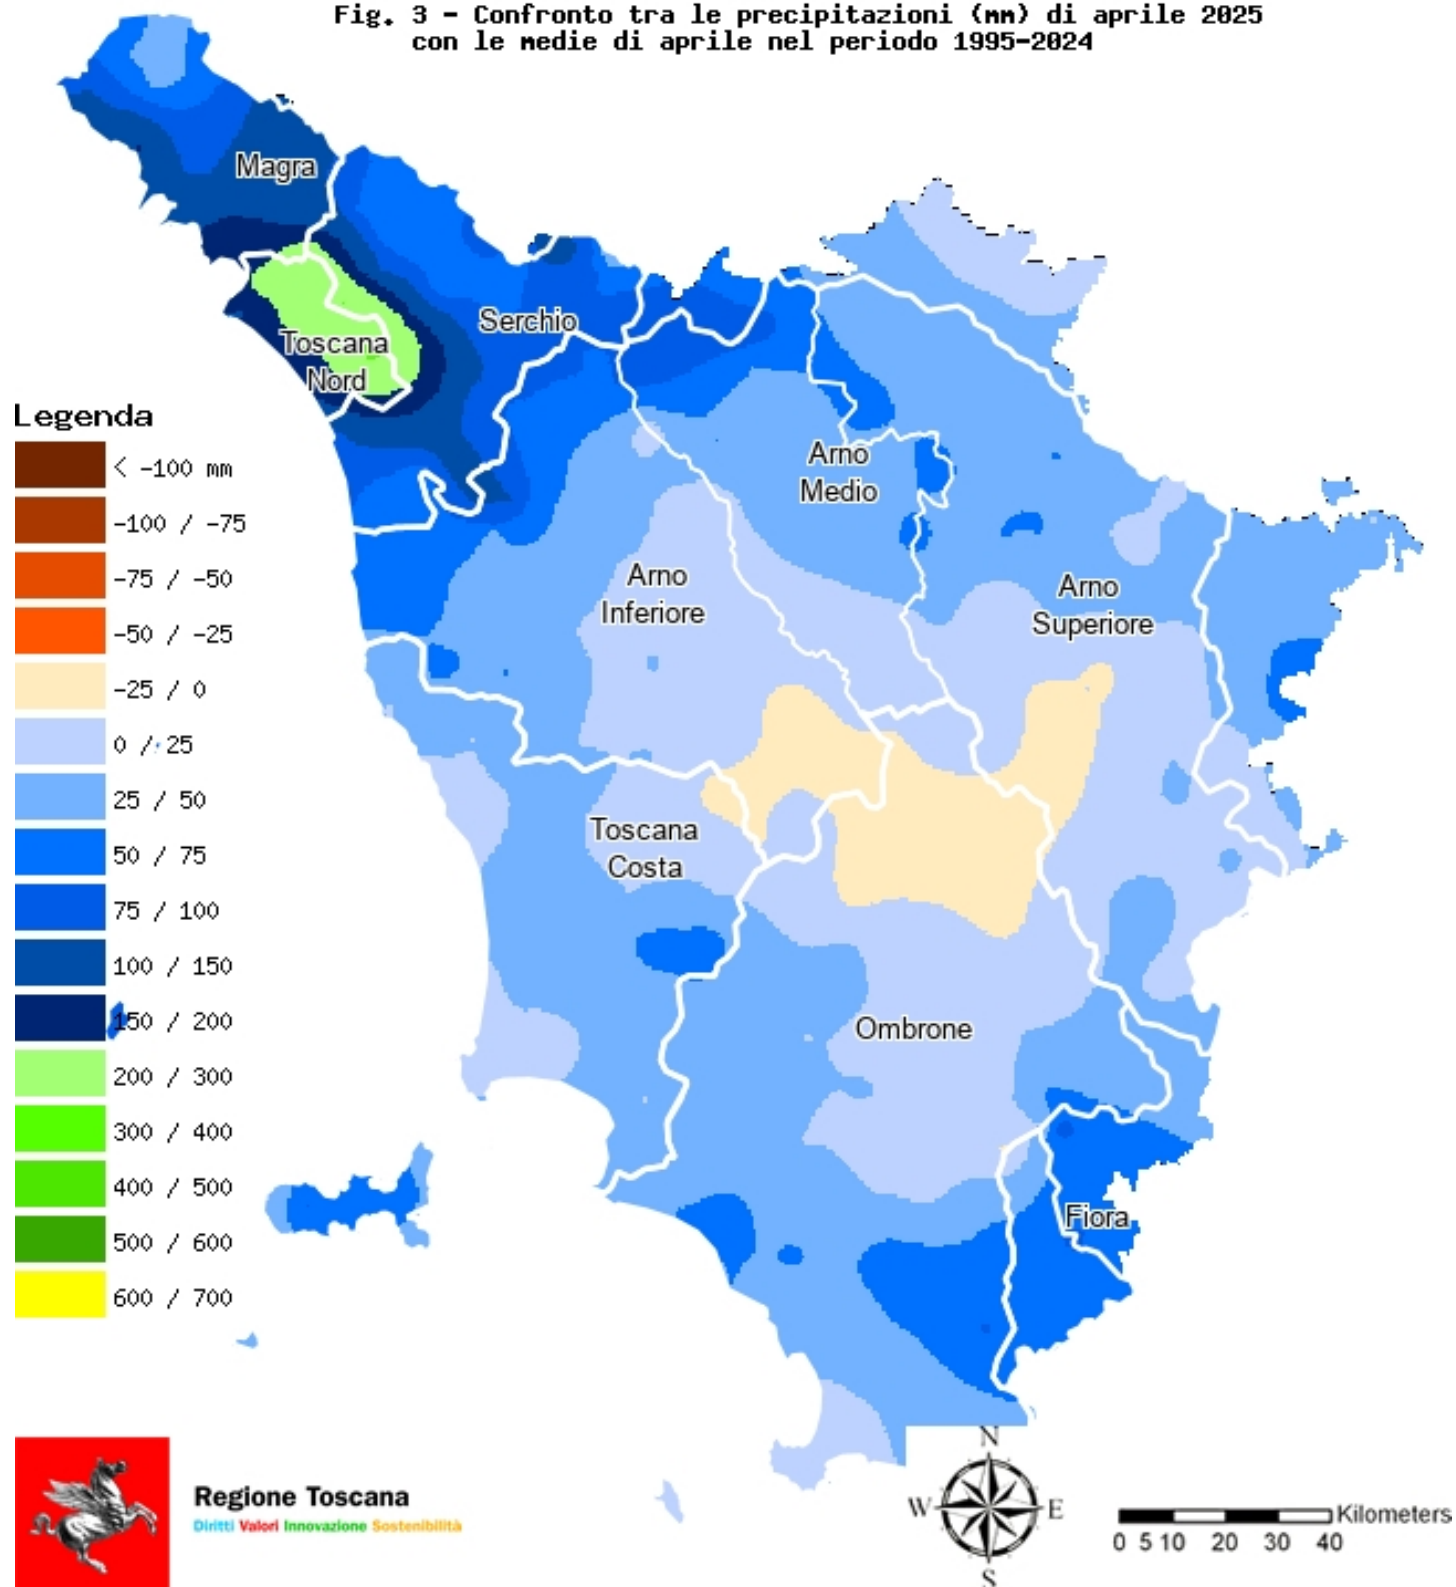 Fig. 3 - Confronto tra le precipitazioni (mm) di aprile 2025
con le medie di aprile nel periodo 1995-2024
Magra
Serchio
Toscana
Nord
Legenda
< -100 mm
-100 / -75
-75 / -50
-50 / -25
-25 / 0
0 / 25
25 / 50
50 / 75
75 / 100
100 / 150
150 / 200
200 / 300
300 / 400
400 / 500
500 / 600
600 / 700
Arno
Medio
Arno
Inferiore
Arno
Superiore
Toscana
Costa
Ombrone
Fiora
Regione Toscana
Diritti Valori Innovazione Sostenibilità
N
W E
S
Kilometers
0 5 10 20 30 40